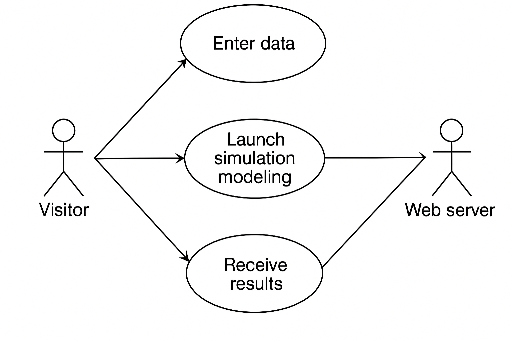 Enter data
Launch
simulation
modeling
Visitor
Web server
Receive
results